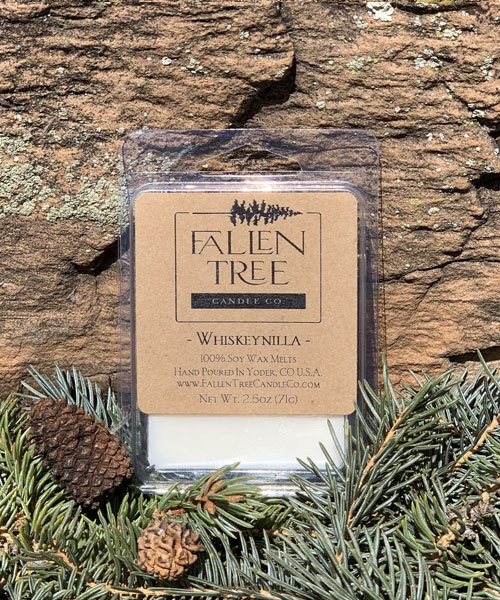 FALLEN
TREE
CANDLE CO.
- WHISKEYNILLA -
100% SOY WAX MELTS
HAND POURED IN YODER, CO U.S.A.
WWW.FALLENTREECANDLECO.COM
NET WT. 2.5OZ (71G)